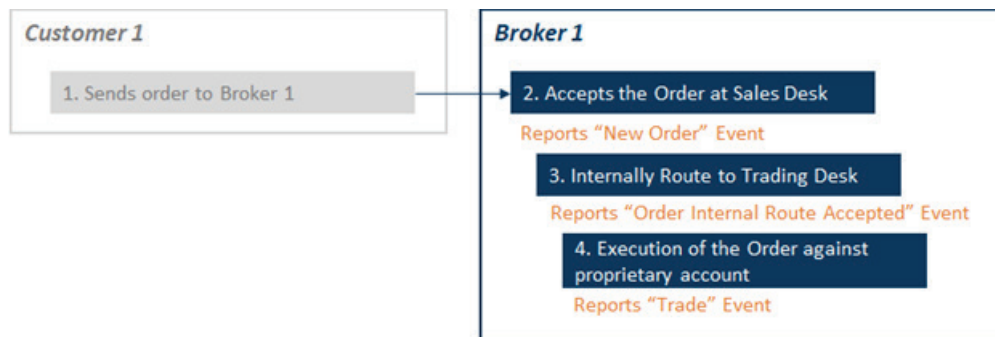 Customer 1
1. Sends order to Broker 1
Broker 1
2. Accepts the Order at Sales Desk
Reports “New Order” Event
3. Internally Route to Trading Desk
Reports “Order Internal Route Accepted” Event
4. Execution of the Order against
proprietary account
Reports “Trade” Event